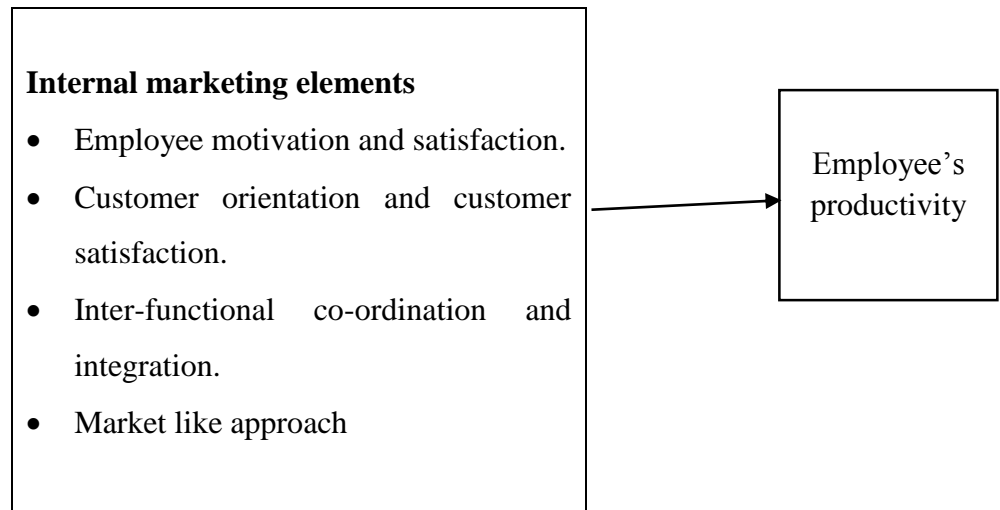 Internal marketing elements
• Employee motivation and satisfaction.
• Customer orientation and customer
satisfaction.
• Inter-functional co-ordination and
integration.
• Market like approach
Employee’s
productivity